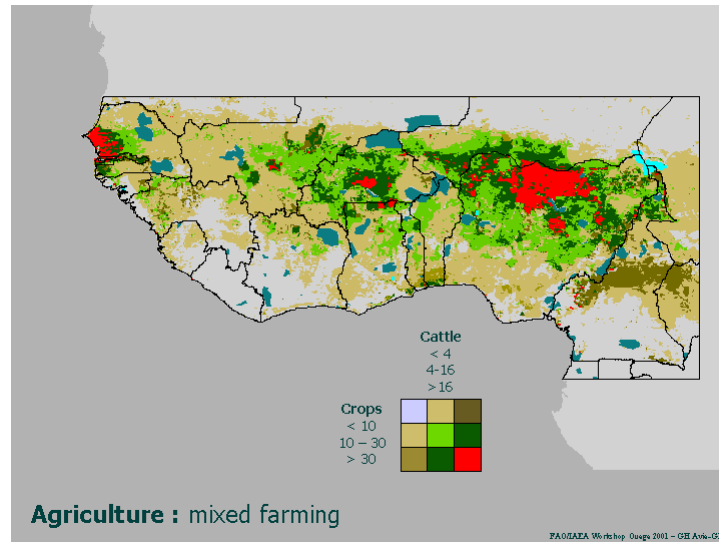 Cattle
< 4
4-16
>16
Crops
< 10
10 – 30
> 30
Agriculture : mixed farming
FAO/IAEA Workshop Ouaga 2001 – GH